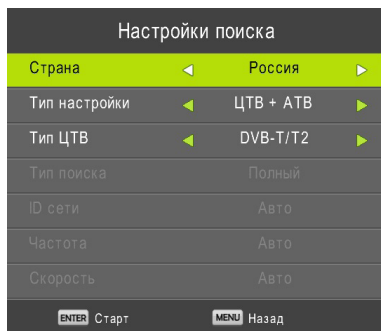 Настройки поиска
Страна Россия
Тип настройки ЦТВ + АТВ
Тип ЦТВ DVB-T/T2
Тип поиска Полный
ID сети Авто
Частота Авто
Скорость Авто
ENTER Старт MENU Назад